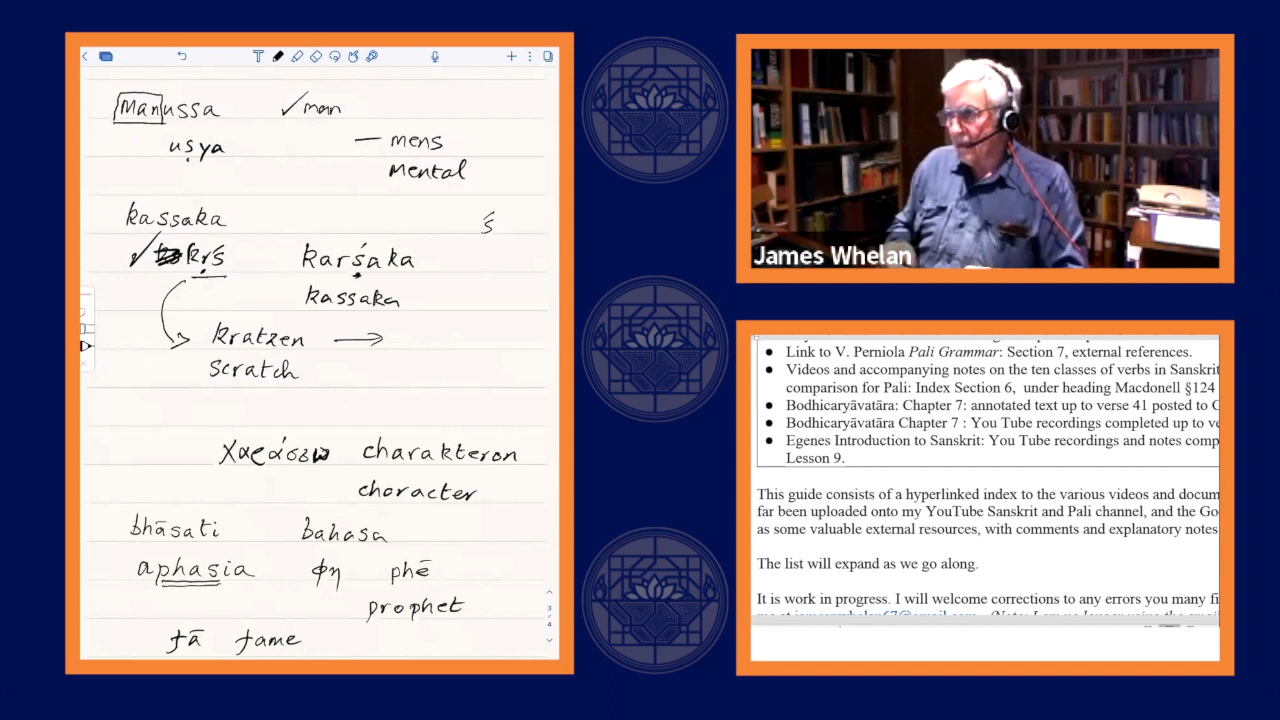 Manussa ✓man
uṣya — mens
mental
kassaka ś
kṛś karśạka
kassaka
kratzen →
scratch
χαράσσω charakteron
character
bhāsati bahasa
aphasia φη phē
prophet
fā fame
James Whelan
● Link to V. Perniola Pali Grammar: Section 7, external references.
● Videos and accompanying notes on the ten classes of verbs in Sanskrit
comparison for Pali: Index Section 6, under heading Macdonell §124
● Bodhicaryāvatāra: Chapter 7: annotated text up to verse 41 posted to
● Bodhicaryāvatāra Chapter 7 : You Tube recordings completed up to
● Egenes Introduction to Sanskrit: You Tube recordings and notes comp
Lesson 9.
This guide consists of a hyperlinked index to the various videos and docum
far been uploaded onto my YouTube Sanskrit and Pali channel, and the Go
as some valuable external resources, with comments and explanatory notes
The list will expand as we go along.
It is work in progress. I will welcome corrections to any errors you many fi